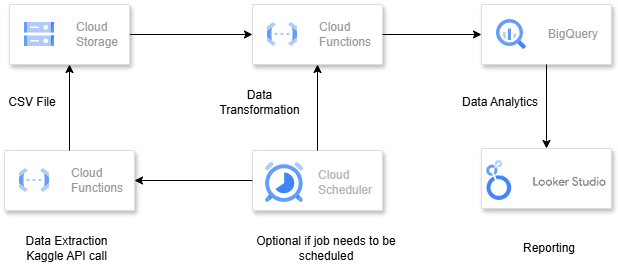 Cloud
Storage
Cloud
Functions
BigQuery
CSV File
Data
Transformation
Data Analytics
Cloud
Functions
Cloud
Scheduler
Looker Studio
Data Extraction
Kaggle API call
Optional if job needs to be
scheduled
Reporting